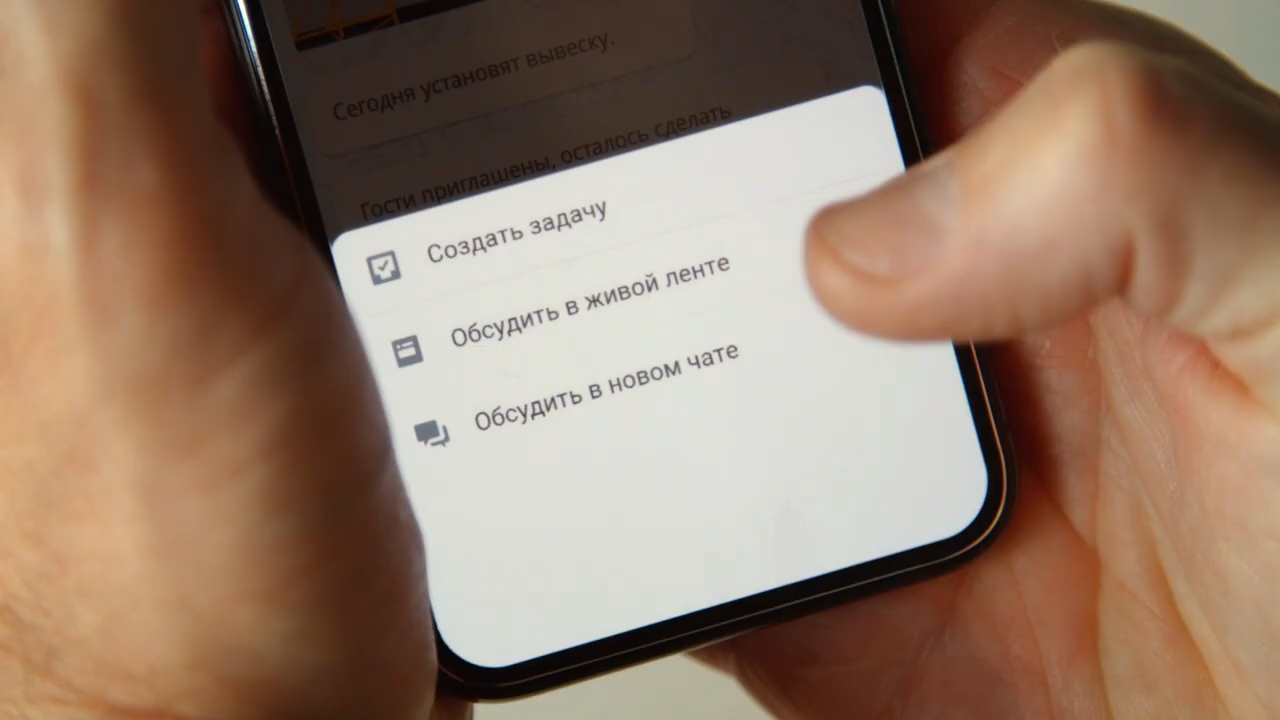 Сегодня установят вывеску.
Гости приглашены, осталось сделать
Создать задачу
Обсудить в живой ленте
Обсудить в новом чате